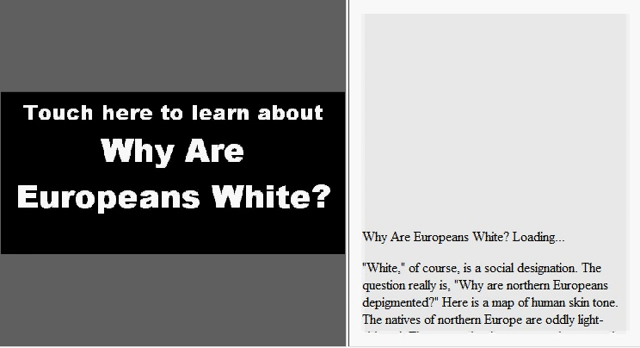 Touch here to learn about
Why Are
Europeans White?
Why Are Europeans White? Loading...
"White," of course, is a social designation. The
question really is, "Why are northern Europeans
depigmented?" Here is a map of human skin tone.
The natives of northern Europe are oddly light-